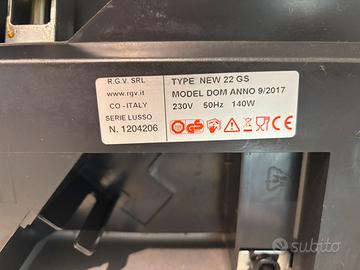 R.G.V. SRL
www.rgv.it
CO - ITALY
SERIE LUSSO
N. 1204206
TYPE NEW 22 GS
MODEL DOM ANNO 9/2017
230V 50Hz 140W
subito